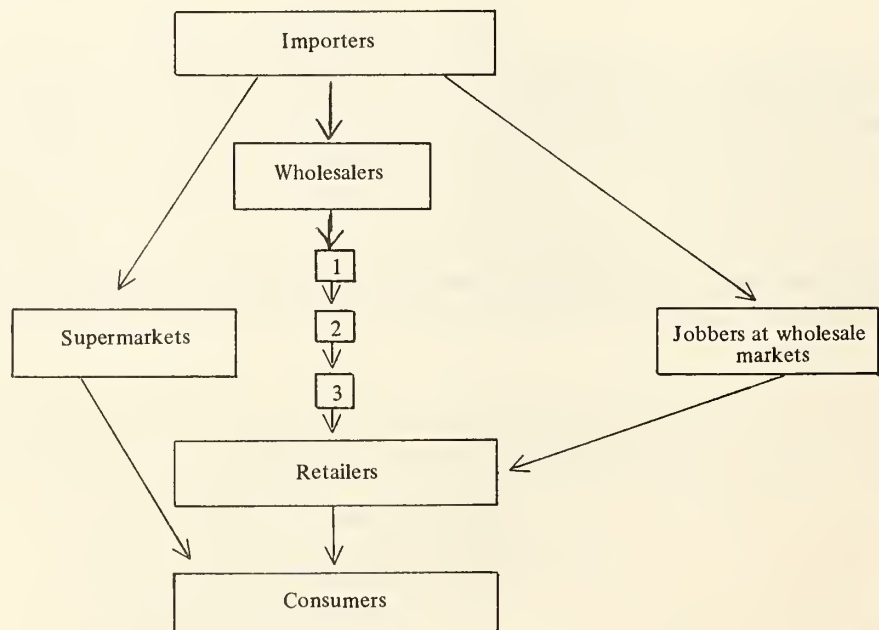 Importers
Wholesalers
1
Supermarkets
2
Jobbers at wholesale
markets
3
Retailers
Consumers